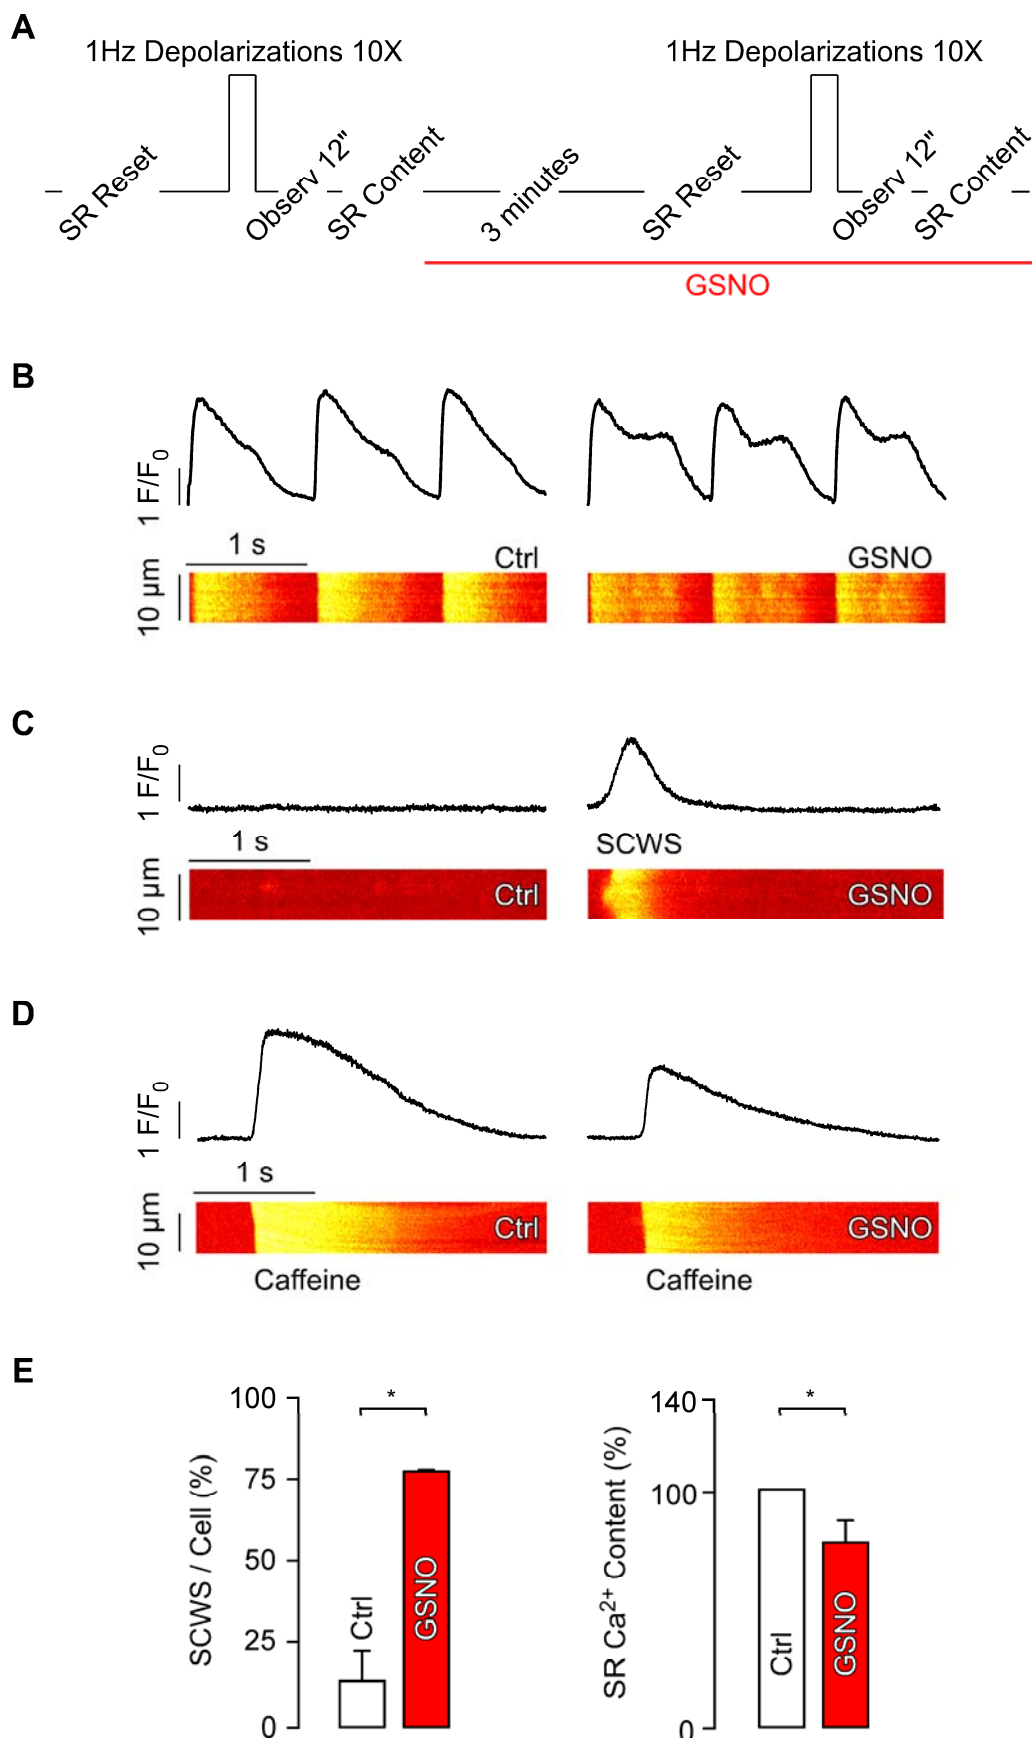 A
1Hz Depolarizations 10X
1Hz Depolarizations 10X
SR Reset
Observ 12"
SR Content
3 minutes
SR Reset
Observ 12"
SR Content
GSNO
B
1 F/F0
1 s
Ctrl
GSNO
10 µm
C
1 F/F0
1 s
SCWS
10 µm
Ctrl
GSNO
D
1 F/F0
1 s
10 µm
Ctrl
GSNO
Caffeine
Caffeine
E
SCWS / Cell (%)
100
75
50
25
0
*
Ctrl
GSNO
SR Ca2+ Content (%)
140
100
0
*
Ctrl
GSNO